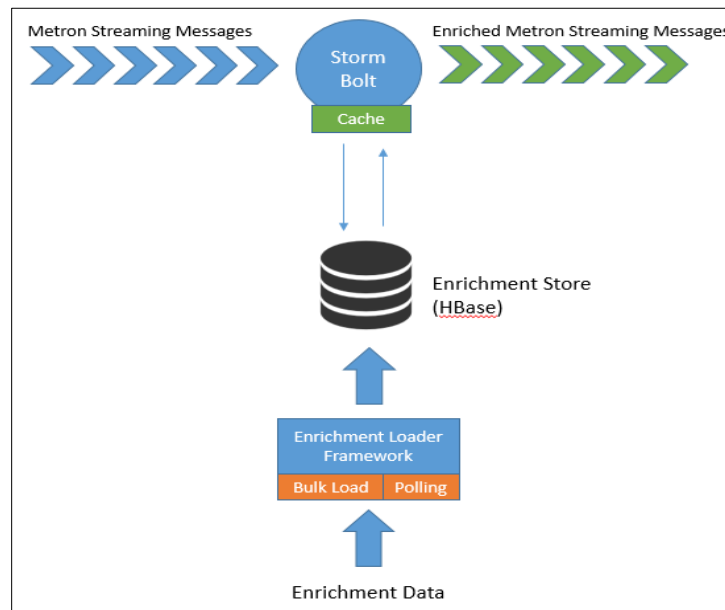 Metron Streaming Messages
Enriched Metron Streaming Messages
Storm
Bolt
Cache
Enrichment Store
(HBase)
Enrichment Loader
Framework
Bulk Load
Polling
Enrichment Data